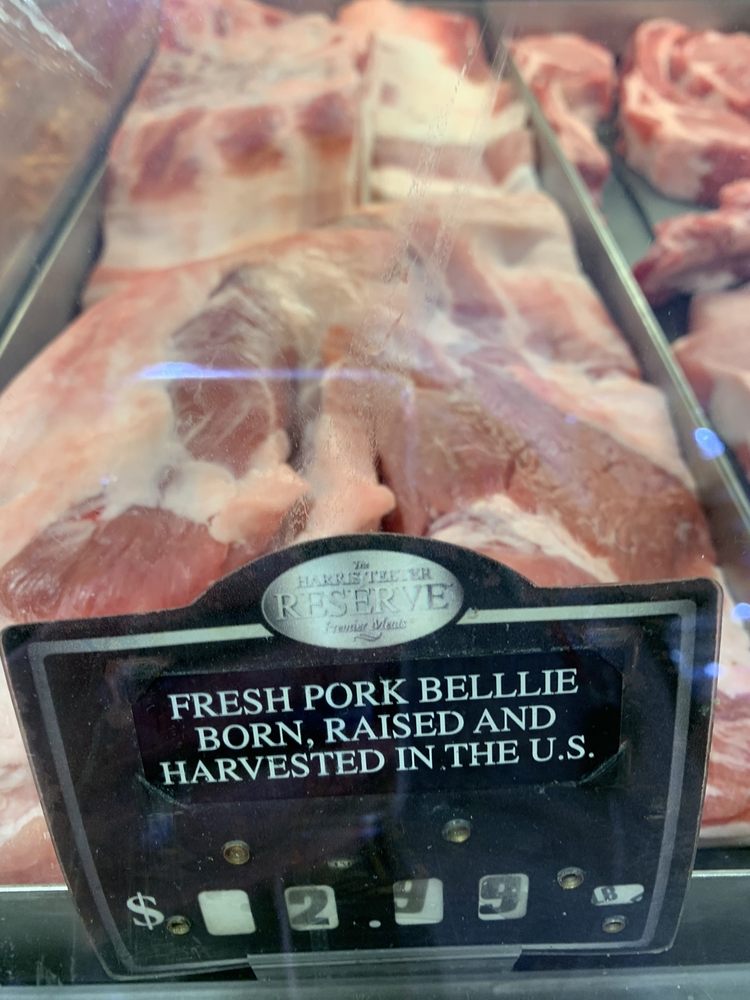 The
HARRIS TEETER
RESERVE
Premier Meats
FRESH PORK BELLLIE
BORN, RAISED AND
HARVESTED IN THE U.S.
$ 2.99